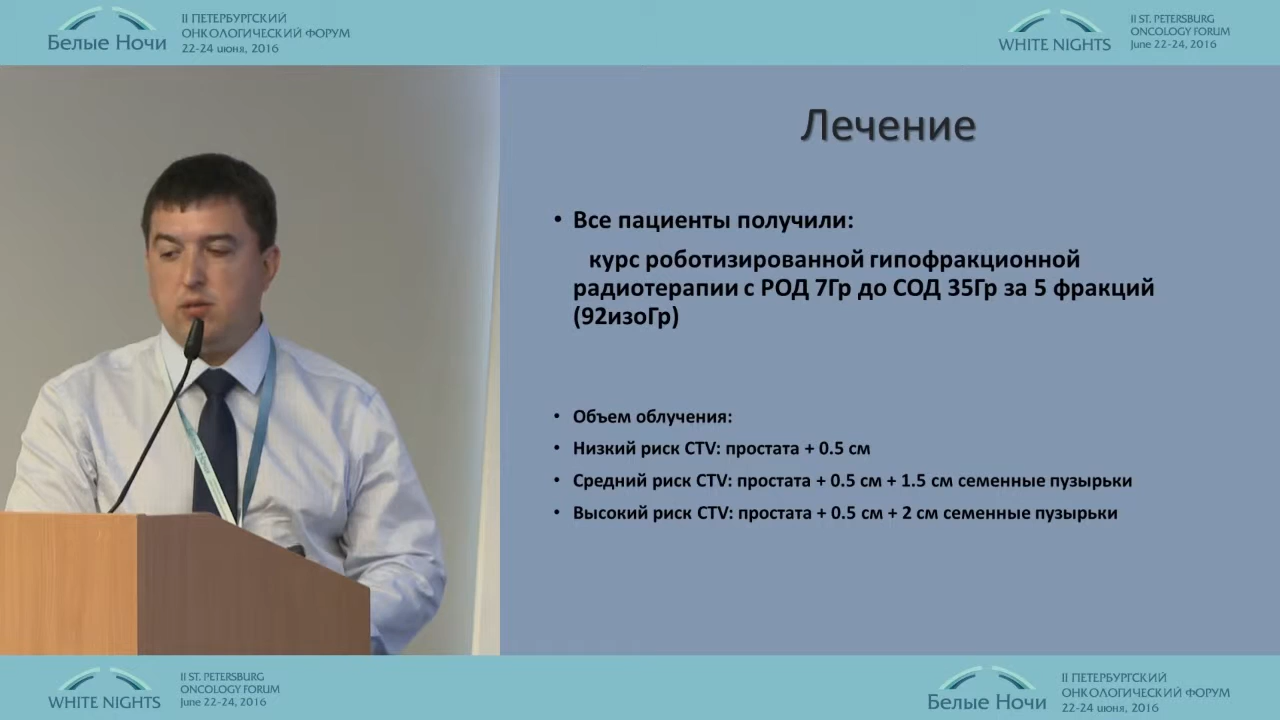 Белые Ночи
II ПЕТЕРБУРГСКИЙ
ОНКОЛОГИЧЕСКИЙ ФОРУМ
22-24 июня, 2016
WHITE NIGHTS
II ST. PETERSBURG
ONCOLOGY FORUM
June 22-24, 2016
Лечение
• Все пациенты получили:
курс роботизированной гипофракционной
радиотерапии с РОД 7Гр до СОД 35Гр за 5 фракций
(92изоГр)
• Объем облучения:
• Низкий риск CTV: простата + 0.5 см
• Средний риск CTV: простата + 0.5 см + 1.5 см семенные пузырьки
• Высокий риск CTV: простата + 0.5 см + 2 см семенные пузырьки
WHITE NIGHTS
II ST. PETERSBURG
ONCOLOGY FORUM
June 22-24, 2016
Белые Ночи
II ПЕТЕРБУРГСКИЙ
ОНКОЛОГИЧЕСКИЙ ФОРУМ
22-24 июня, 2016